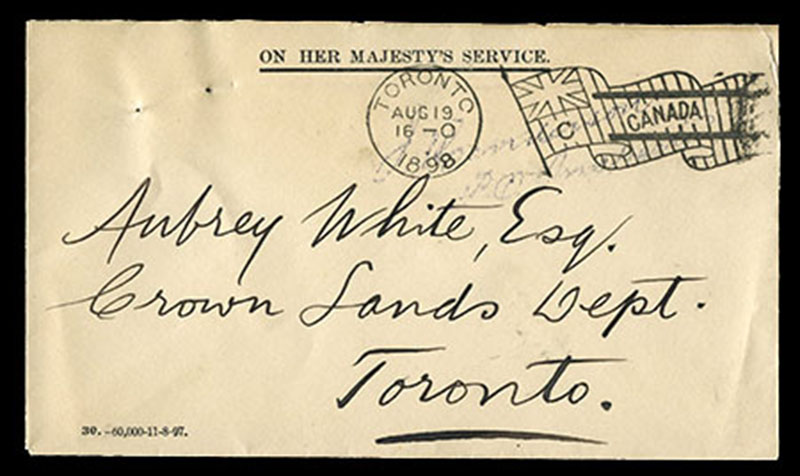 ON HER MAJESTY'S SERVICE.
TORONTO
AUG 19
16-0
1898
C
CANADA
Aubrey White, Esq.
Crown Lands Dept.
Toronto.
30.-60,000-11-8-97.